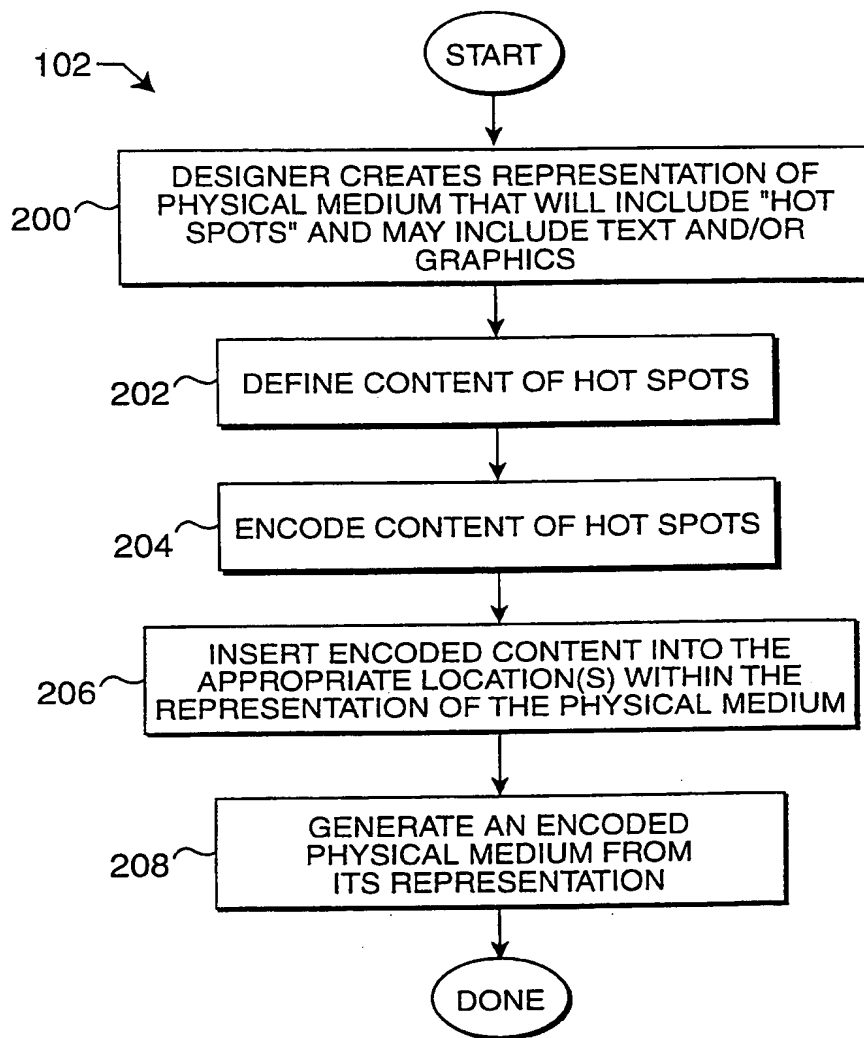 START
102
200
DESIGNER CREATES REPRESENTATION OF
PHYSICAL MEDIUM THAT WILL INCLUDE "HOT
SPOTS" AND MAY INCLUDE TEXT AND/OR
GRAPHICS
202
DEFINE CONTENT OF HOT SPOTS
204
ENCODE CONTENT OF HOT SPOTS
206
INSERT ENCODED CONTENT INTO THE
APPROPRIATE LOCATION(S) WITHIN THE
REPRESENTATION OF THE PHYSICAL MEDIUM
208
GENERATE AN ENCODED
PHYSICAL MEDIUM FROM
ITS REPRESENTATION
DONE